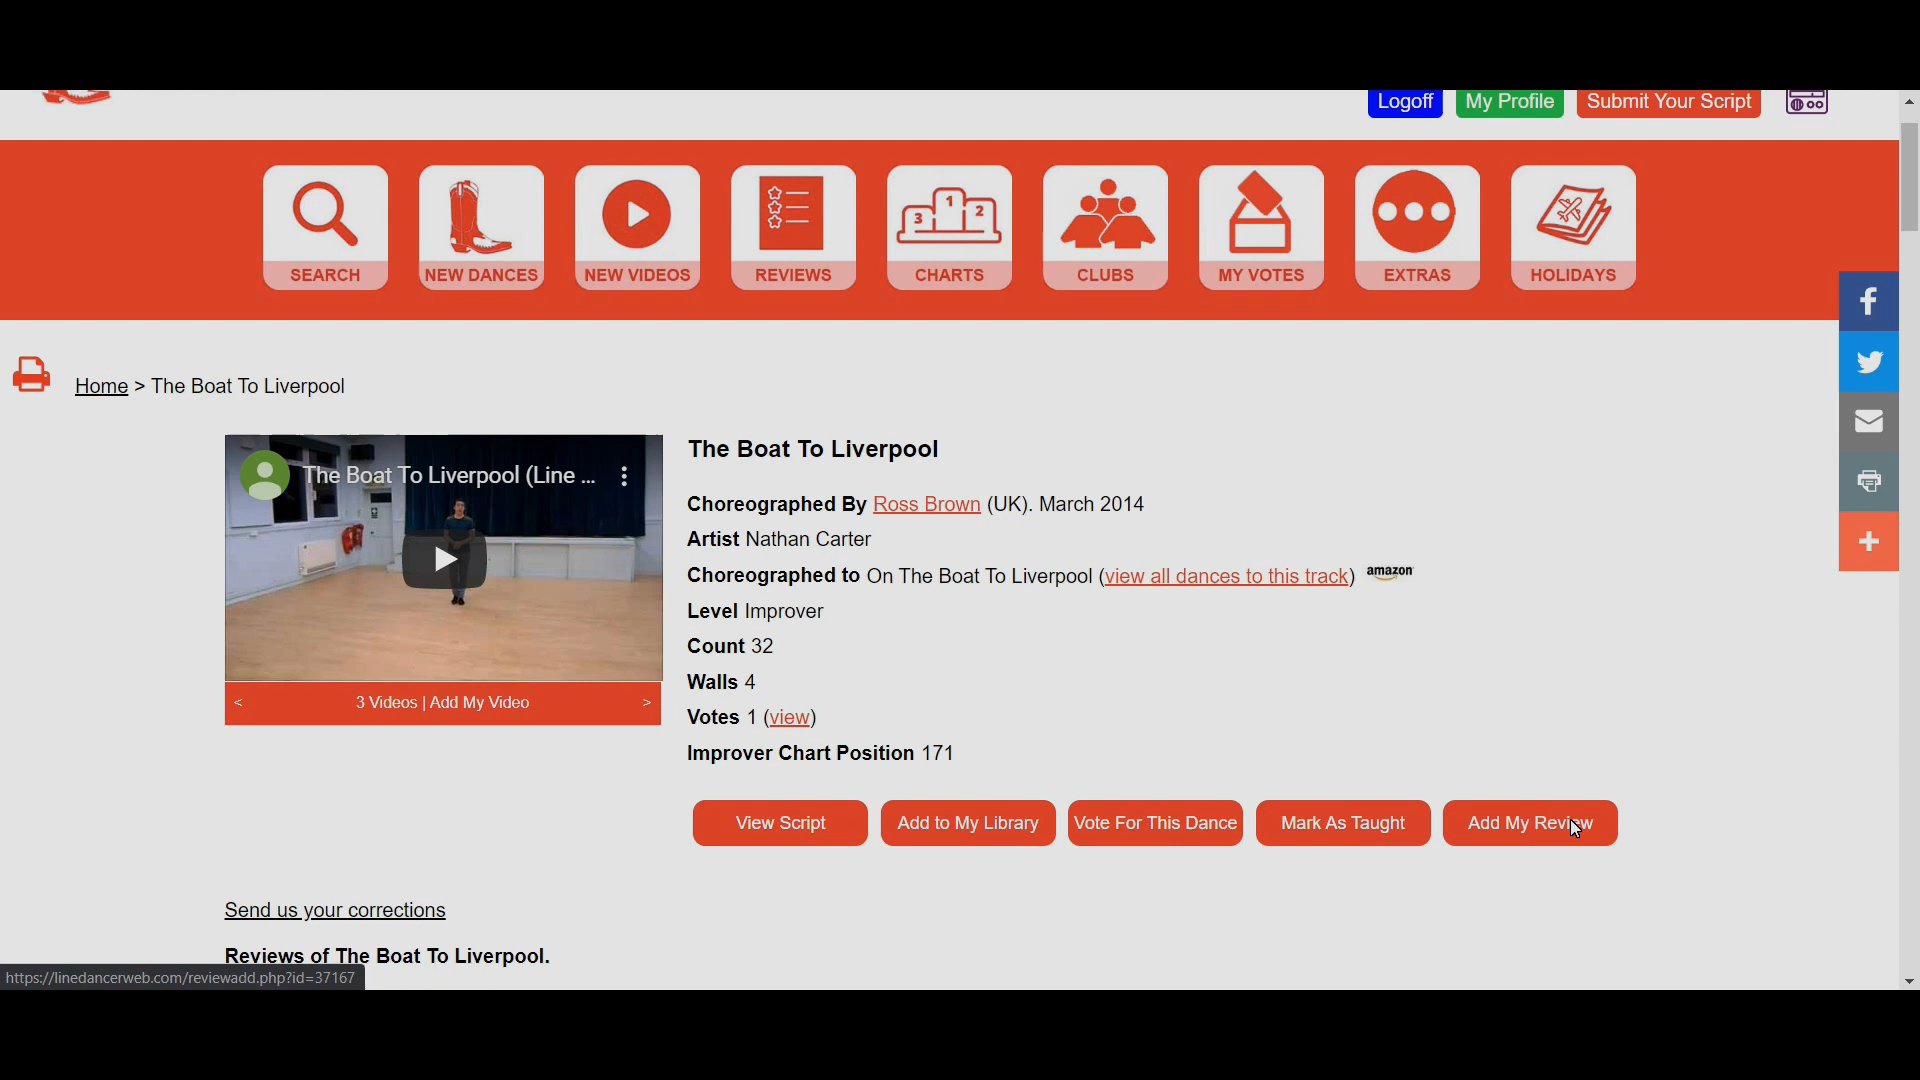 Logoff My Profile Submit Your Script
3 1 2
SEARCH NEW DANCES NEW VIDEOS REVIEWS CHARTS CLUBS MY VOTES EXTRAS HOLIDAYS
Home > The Boat To Liverpool
The Boat To Liverpool (Line ...
< 3 Videos | Add My Video >
The Boat To Liverpool
Choreographed By Ross Brown (UK). March 2014
Artist Nathan Carter
Choreographed to On The Boat To Liverpool (view all dances to this track) amazon
Level Improver
Count 32
Walls 4
Votes 1 (view)
Improver Chart Position 171
View Script Add to My Library Vote For This Dance Mark As Taught Add My Review
Send us your corrections
Reviews of The Boat To Liverpool.
https://linedancerweb.com/reviewadd.php?id=37167